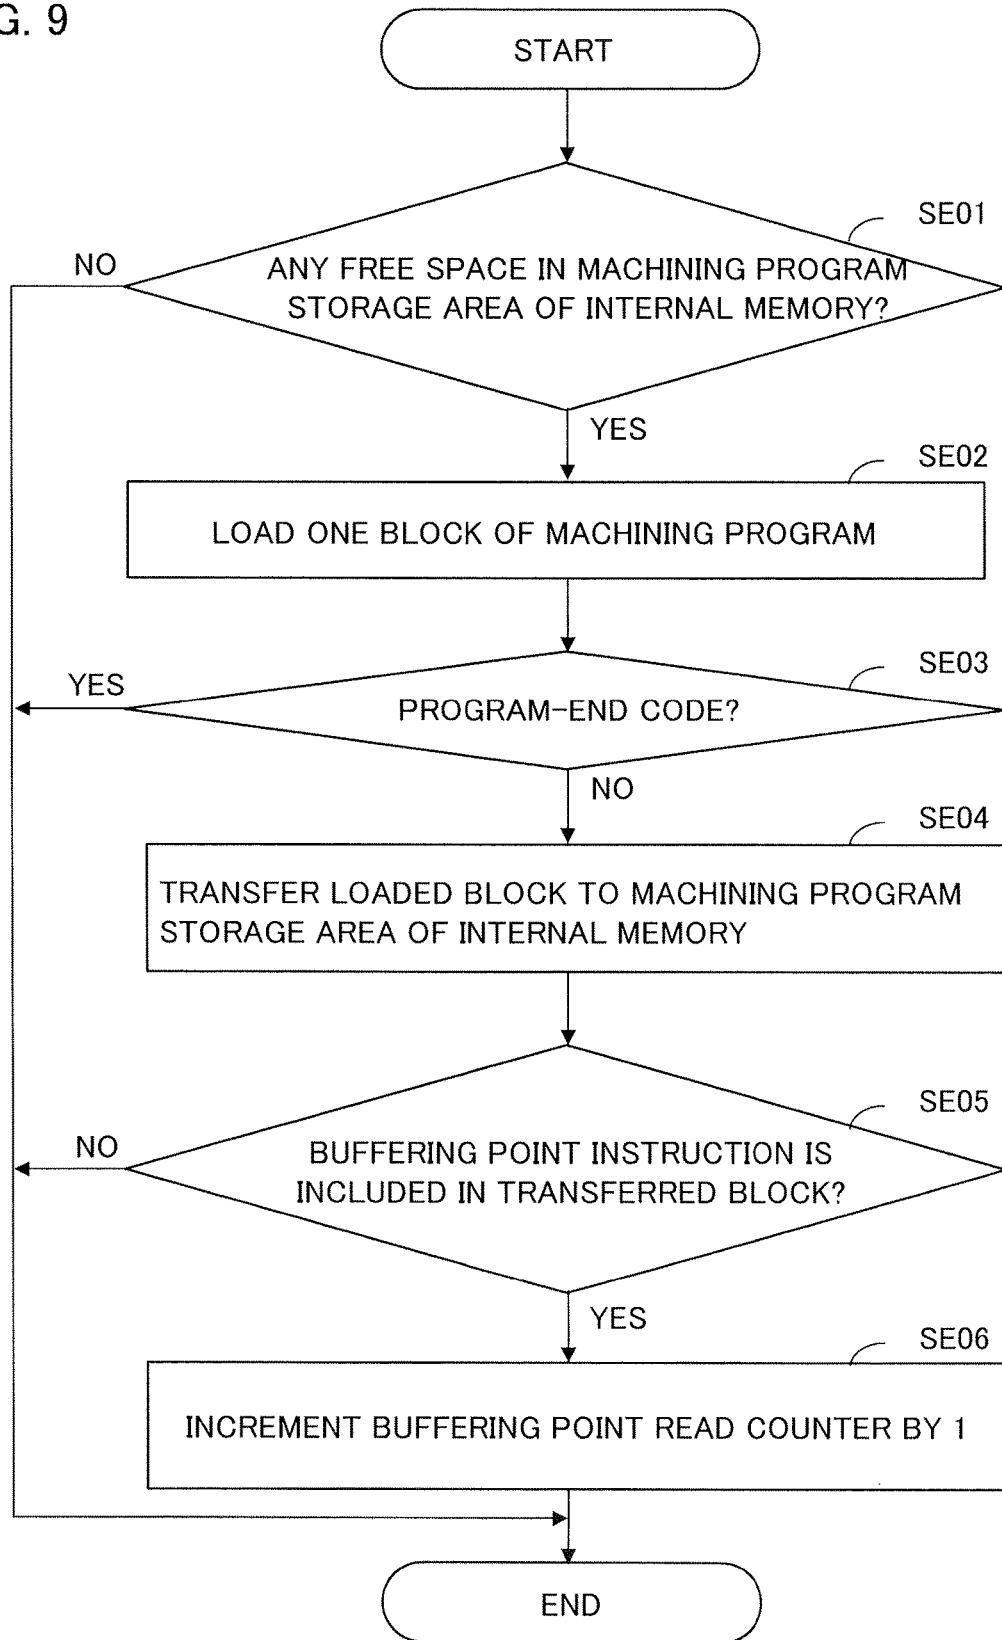 G. 9
START
SE01
NO
ANY FREE SPACE IN MACHINING PROGRAM
STORAGE AREA OF INTERNAL MEMORY?
YES
SE02
LOAD ONE BLOCK OF MACHINING PROGRAM
SE03
YES
PROGRAM-END CODE?
NO
SE04
TRANSFER LOADED BLOCK TO MACHINING PROGRAM
STORAGE AREA OF INTERNAL MEMORY
SE05
NO
BUFFERING POINT INSTRUCTION IS
INCLUDED IN TRANSFERRED BLOCK?
YES
SE06
INCREMENT BUFFERING POINT READ COUNTER BY 1
END